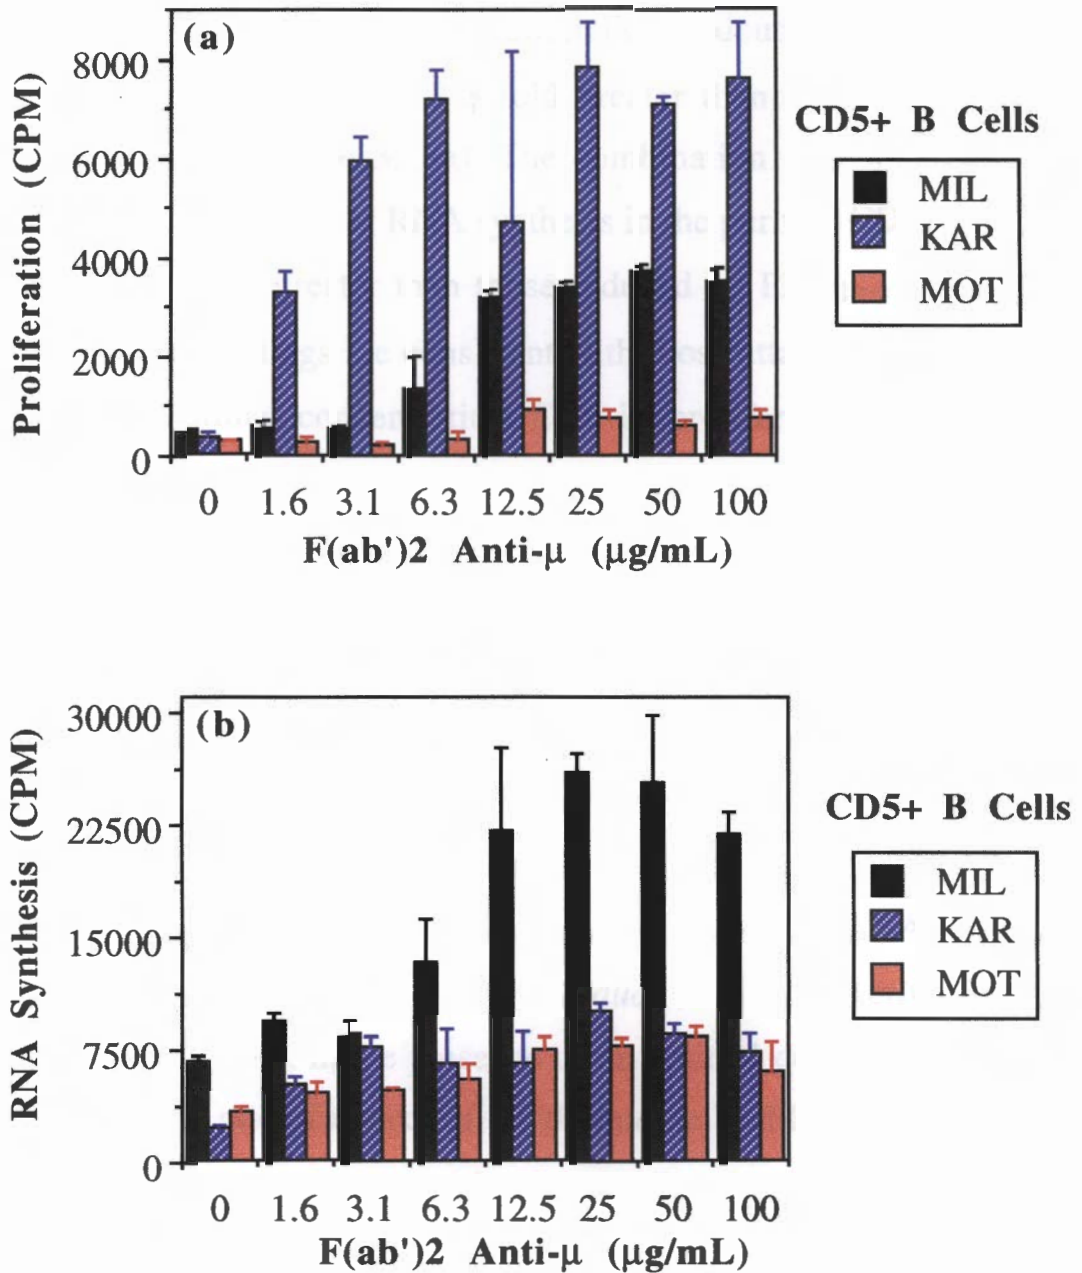 (a)
8000
6000
4000
2000
0
Proliferation (CPM)
0 1.6 3.1 6.3 12.5 25 50 100
F(ab')2 Anti-μ (μg/mL)
CD5+ B Cells
MIL
KAR
MOT
(b)
30000
22500
15000
7500
0
RNA Synthesis (CPM)
0 1.6 3.1 6.3 12.5 25 50 100
F(ab')2 Anti-μ (μg/mL)
CD5+ B Cells
MIL
KAR
MOT